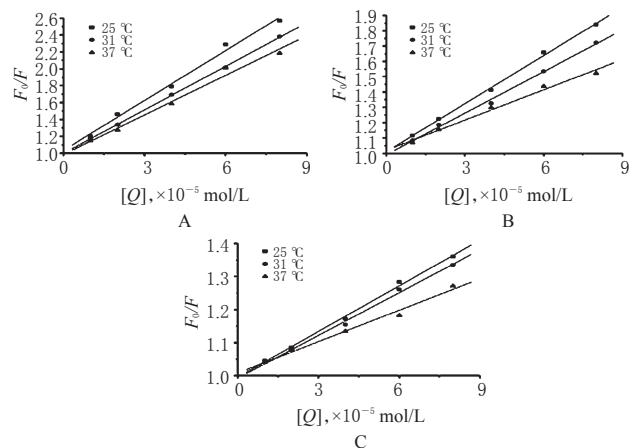 2.6
2.4
2.2
2.0
1.8
1.6
1.4
1.2
1.0
F₀/F
25 ℃
31 ℃
37 ℃
0 3 6 9
[Q],×10⁻⁵ mol/L
A
1.9
1.8
1.7
1.6
1.5
1.4
1.3
1.2
1.1
1.0
F₀/F
25 ℃
31 ℃
37 ℃
0 3 6 9
[Q],×10⁻⁵ mol/L
B
1.4
1.3
1.2
1.1
1.0
F₀/F
25 ℃
31 ℃
37 ℃
0 3 6 9
[Q],×10⁻⁵ mol/L
C